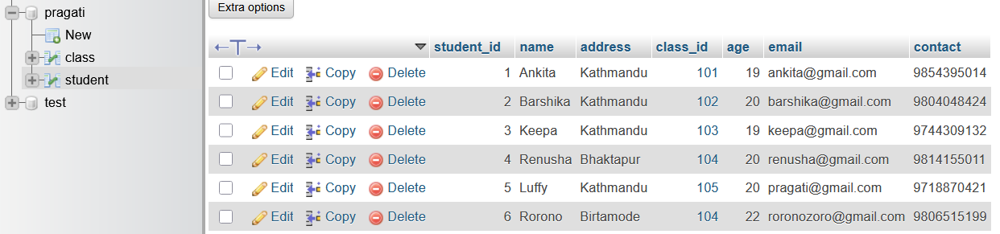 pragati
New
class
student
test
Extra options
student_id name address class_id age email contact
Edit Copy Delete 1 Ankita Kathmandu 101 19 ankita@gmail.com 9854395014
Edit Copy Delete 2 Barshika Kathmandu 102 20 barshika@gmail.com 9804048424
Edit Copy Delete 3 Keepa Kathmandu 103 19 keepa@gmail.com 9744309132
Edit Copy Delete 4 Renusha Bhaktapur 104 20 renusha@gmail.com 9814155011
Edit Copy Delete 5 Luffy Kathmandu 105 20 pragati@gmail.com 9718870421
Edit Copy Delete 6 Rorono Birtamode 104 22 roronozoro@gmail.com 9806515199